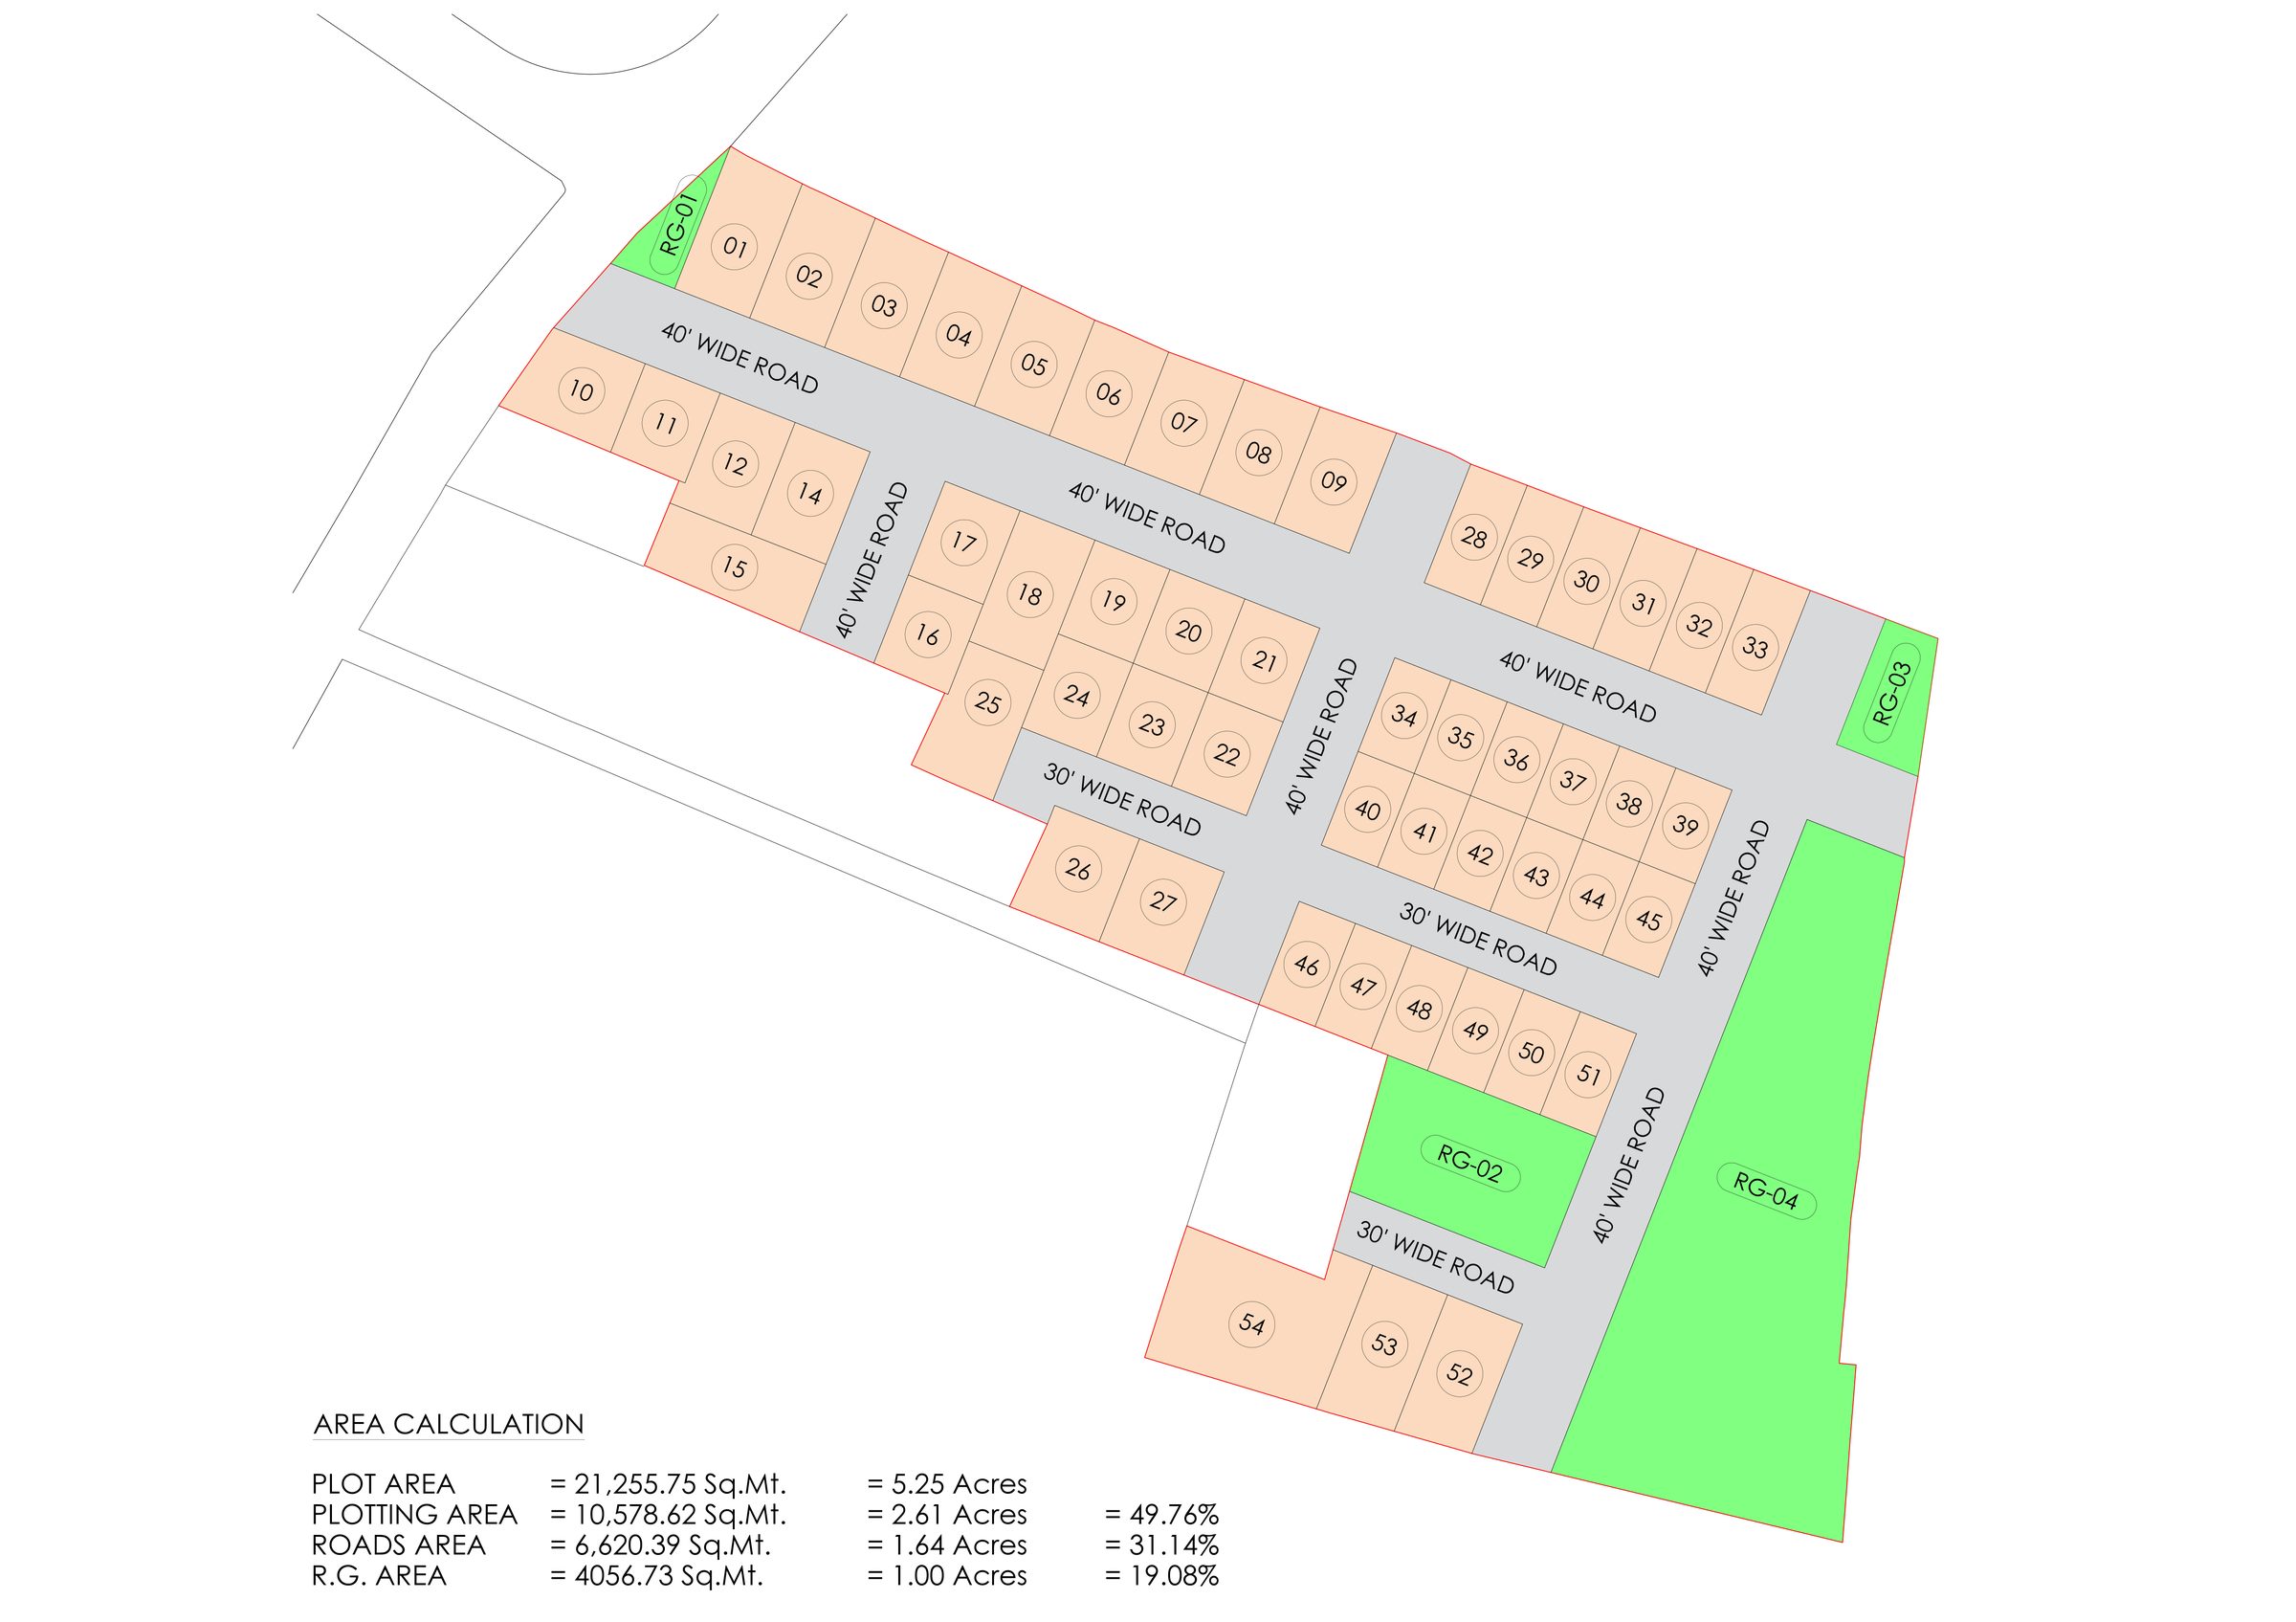 RG-01
01
02
03
04
05
06
07
08
09
40' WIDE ROAD
10
11
12
14
15
40' WIDE ROAD
40' WIDE ROAD
17
16
18
19
20
21
25
24
23
22
30' WIDE ROAD
26
27
40' WIDE ROAD
28
29
30
31
32
33
RG-03
40' WIDE ROAD
34
35
36
37
38
39
40
41
42
43
44
45
40' WIDE ROAD
30' WIDE ROAD
46
47
48
49
50
51
RG-02
40' WIDE ROAD
RG-04
30' WIDE ROAD
54
53
52
AREA CALCULATION
PLOT AREA = 21,255.75 Sq.Mt. = 5.25 Acres
PLOTTING AREA = 10,578.62 Sq.Mt. = 2.61 Acres = 49.76%
ROADS AREA = 6,620.39 Sq.Mt. = 1.64 Acres = 31.14%
R.G. AREA = 4056.73 Sq.Mt. = 1.00 Acres = 19.08%